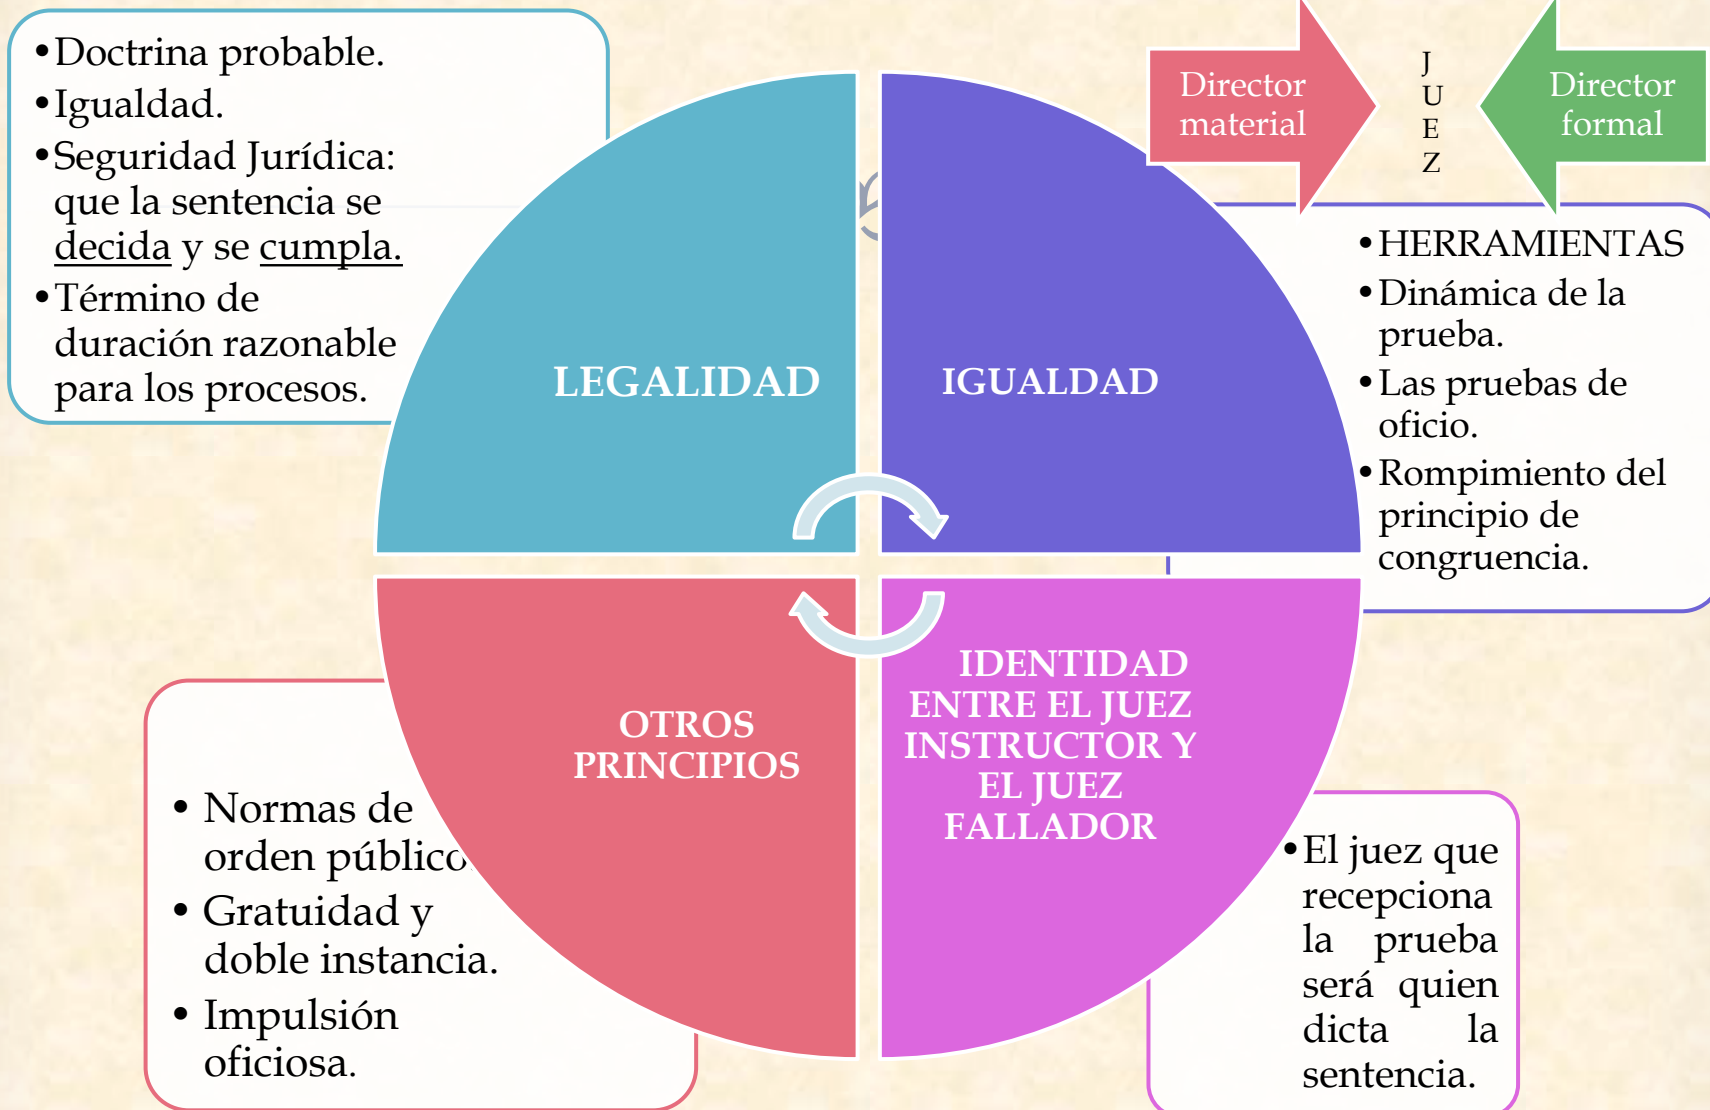 •Doctrina probable.
•Igualdad.
•Seguridad Jurídica:
que la sentencia se
decida y se cumpla.
•Término de
duración razonable
para los procesos.
Director
material
J
U
E
Z
Director
formal
•HERRAMIENTAS
•Dinámica de la
prueba.
•Las pruebas de
oficio.
•Rompimiento del
principio de
congruencia.
LEGALIDAD
IGUALDAD
OTROS
PRINCIPIOS
IDENTIDAD
ENTRE EL JUEZ
INSTRUCTOR Y
EL JUEZ
FALLADOR
• Normas de
orden público.
• Gratuidad y
doble instancia.
• Impulsión
oficiosa.
•El juez que
recepciona
la prueba
será quien
dicta la
sentencia.